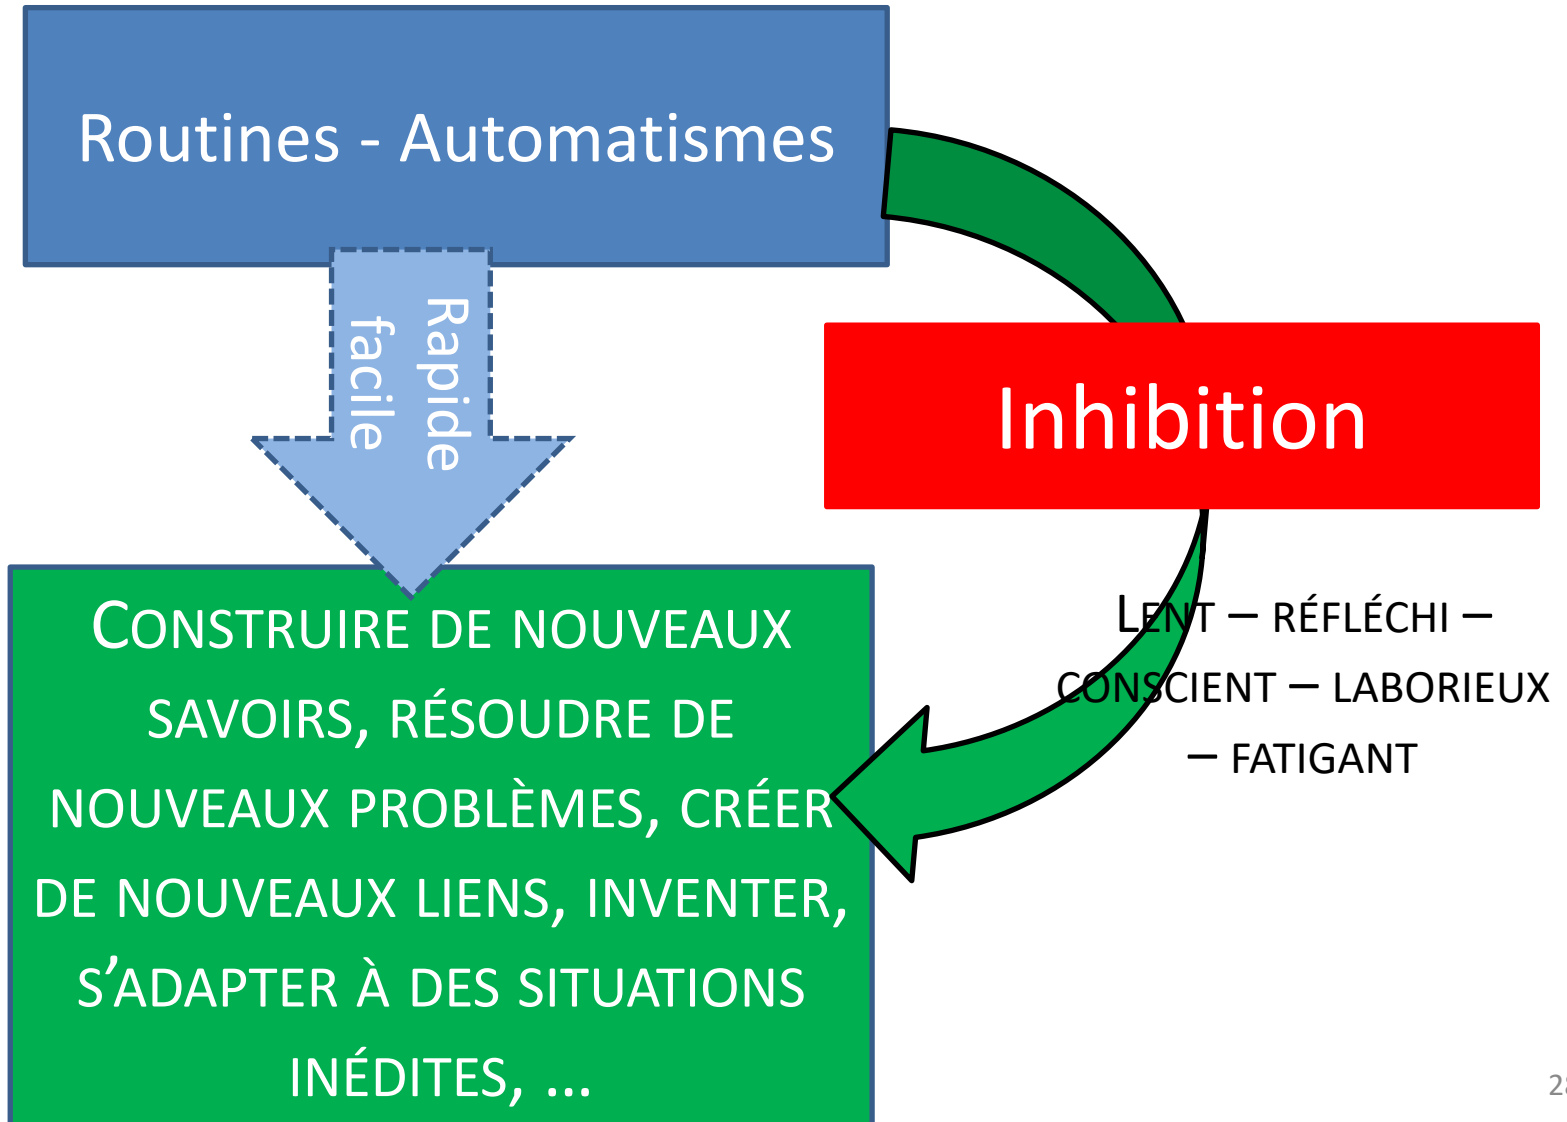 Routines - Automatismes
Rapide
facile
Inhibition
CONSTRUIRE DE NOUVEAUX
SAVOIRS, RÉSOUDRE DE
NOUVEAUX PROBLÈMES, CRÉER
DE NOUVEAUX LIENS, INVENTER,
S’ADAPTER À DES SITUATIONS
INÉDITES, ...
LENT – RÉFLÉCHI –
CONSCIENT – LABORIEUX
– FATIGANT
28